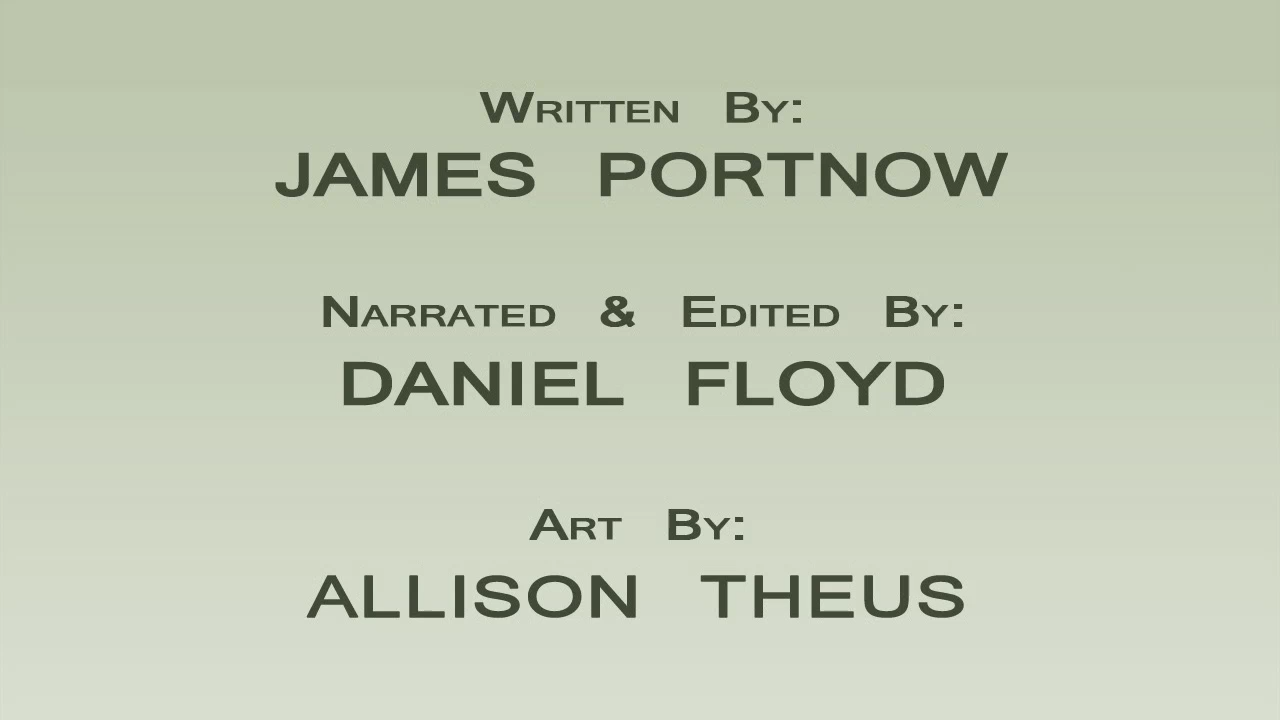 Written By:
JAMES PORTNOW
Narrated & Edited By:
DANIEL FLOYD
Art By:
ALLISON THEUS